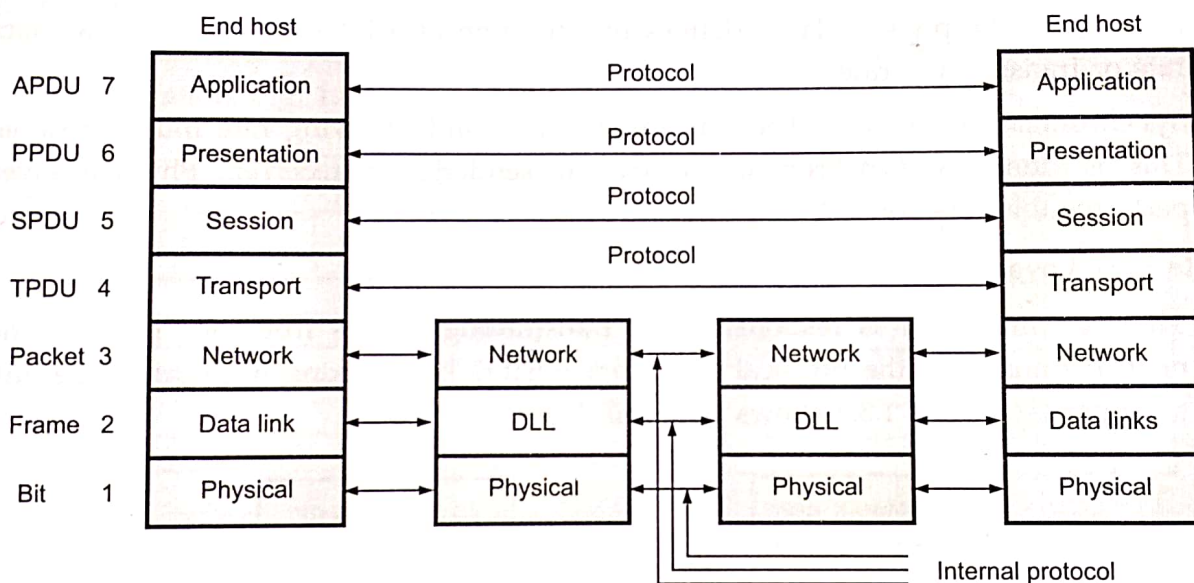 End host End host
APDU 7 Application Protocol Application
PPDU 6 Presentation Protocol Presentation
SPDU 5 Session Protocol Session
TPDU 4 Transport Protocol Transport
Packet 3 Network Network Network Network
Frame 2 Data link DLL DLL Data links
Bit 1 Physical Physical Physical Physical
Internal protocol